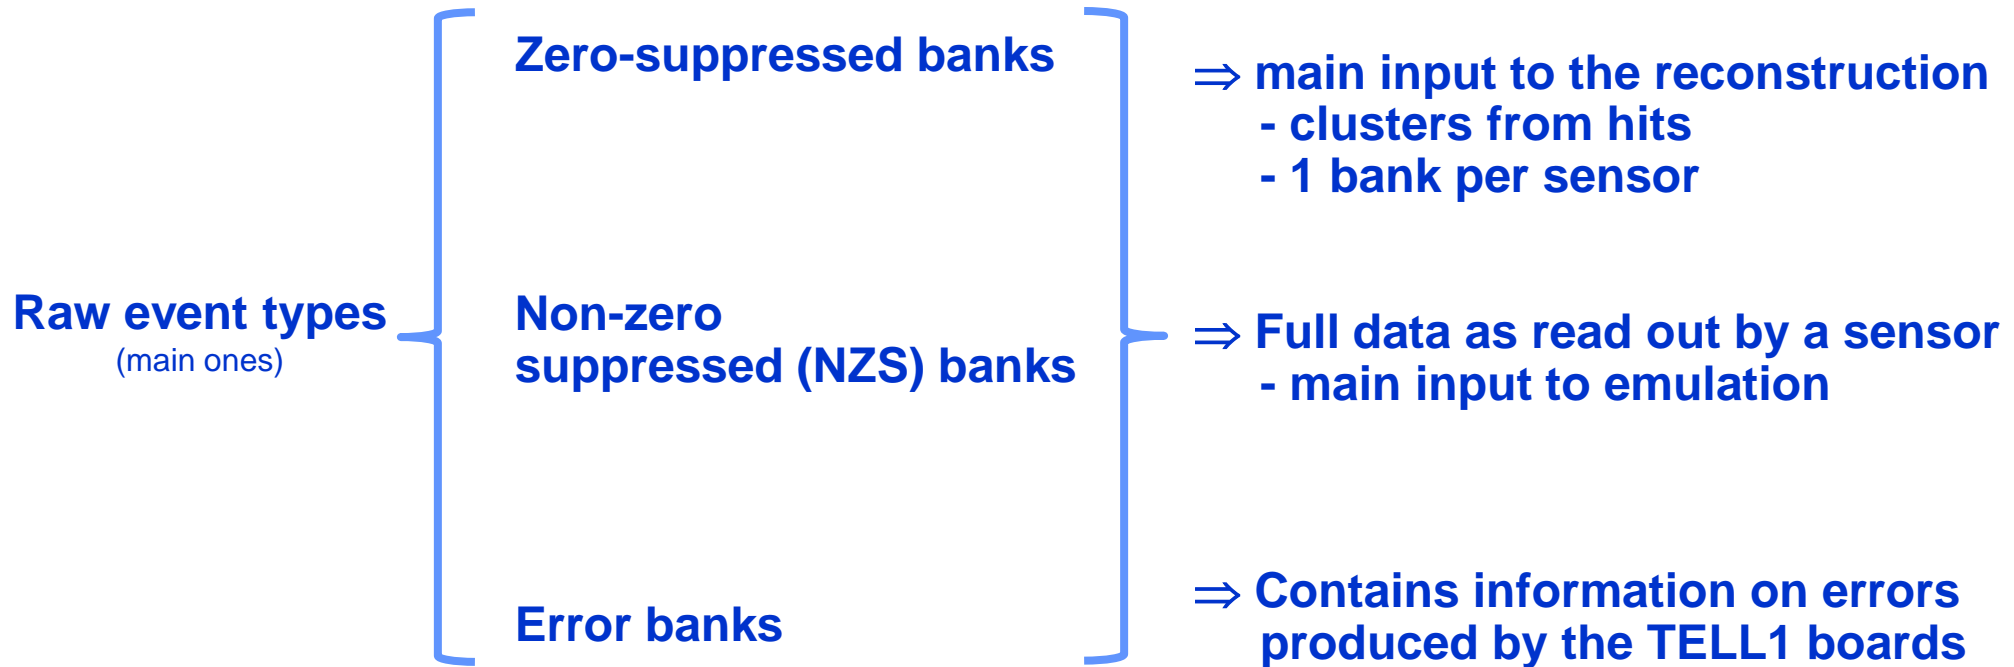 Raw event types
(main ones)
Zero-suppressed banks
⇒ main input to the reconstruction
- clusters from hits
- 1 bank per sensor
Non-zero
suppressed (NZS) banks
⇒ Full data as read out by a sensor
- main input to emulation
Error banks
⇒ Contains information on errors
produced by the TELL1 boards